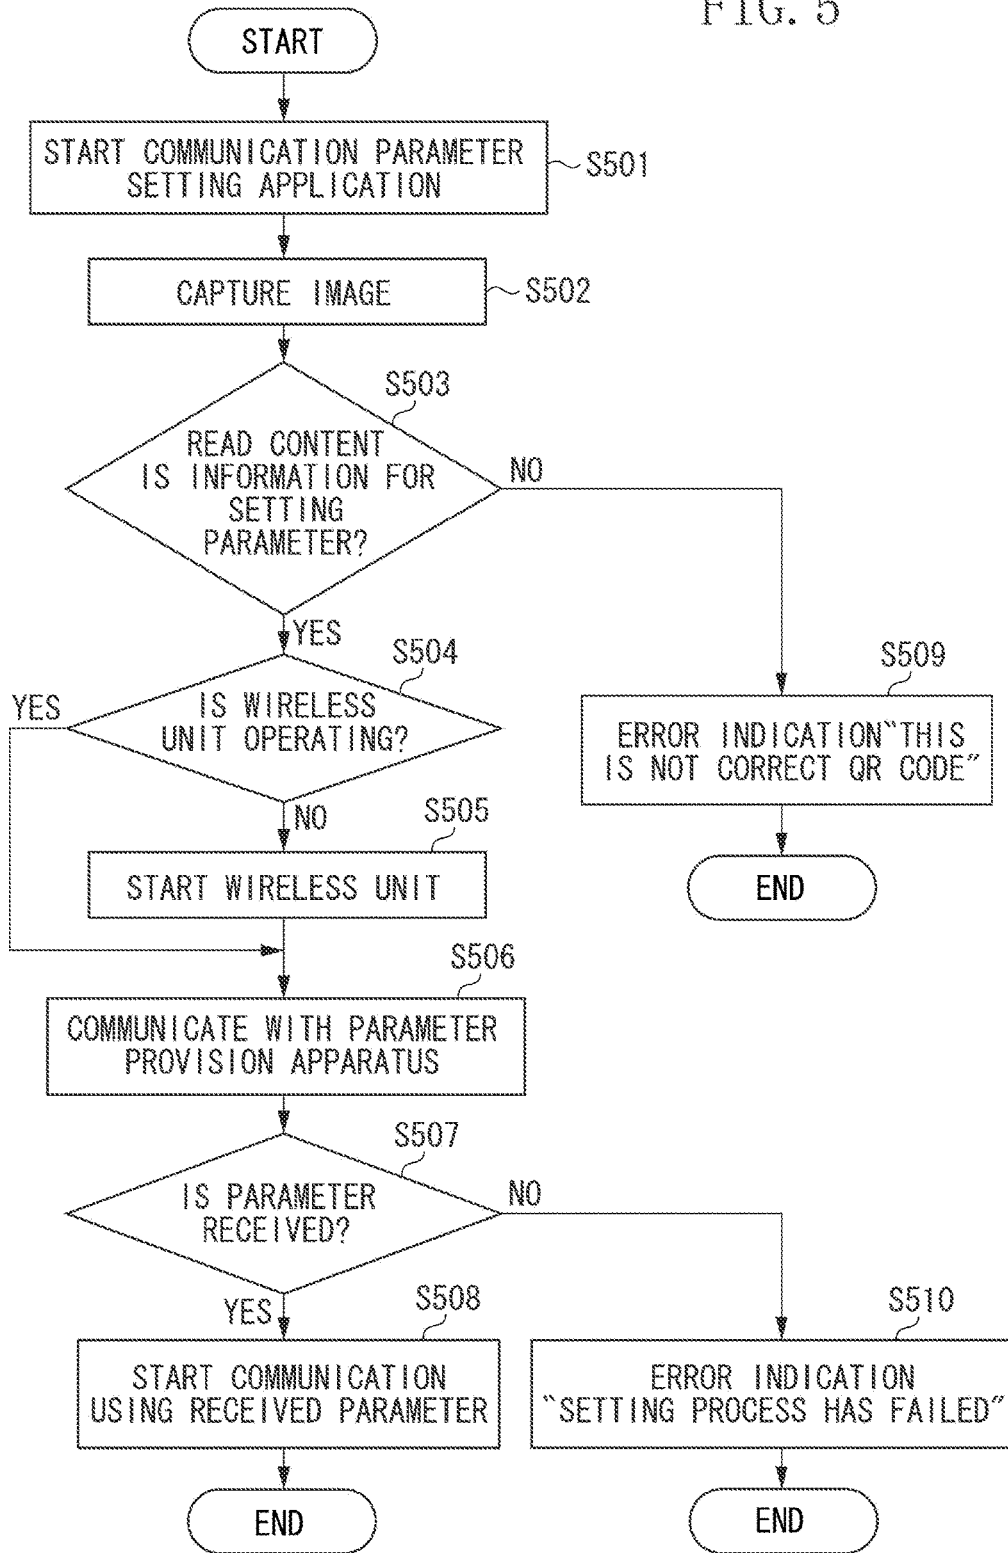 FIG. 5
START
START COMMUNICATION PARAMETER
SETTING APPLICATION
S501
CAPTURE IMAGE
S502
S503
READ CONTENT
IS INFORMATION FOR
SETTING
PARAMETER?
NO
YES
S504
YES
IS WIRELESS
UNIT OPERATING?
S509
ERROR INDICATION“THIS
IS NOT CORRECT QR CODE”
NO
S505
START WIRELESS UNIT
END
S506
COMMUNICATE WITH PARAMETER
PROVISION APPARATUS
S507
IS PARAMETER
RECEIVED?
NO
YES
S508
START COMMUNICATION
USING RECEIVED PARAMETER
S510
ERROR INDICATION
“SETTING PROCESS HAS FAILED”
END
END